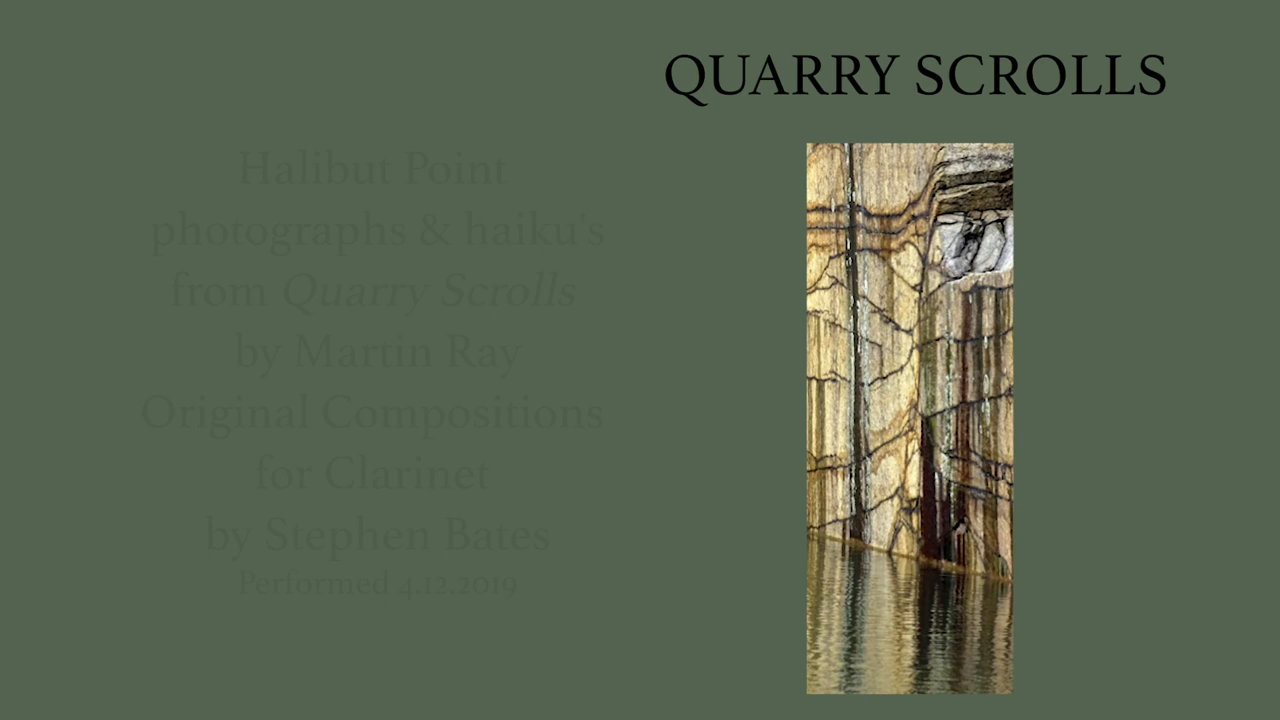 QUARRY SCROLLS
Halibut Point
photographs & haiku's
from Quarry Scrolls
by Martin Ray
Original Compositions
for Clarinet
by Stephen Bates
Performed 4.12.2019